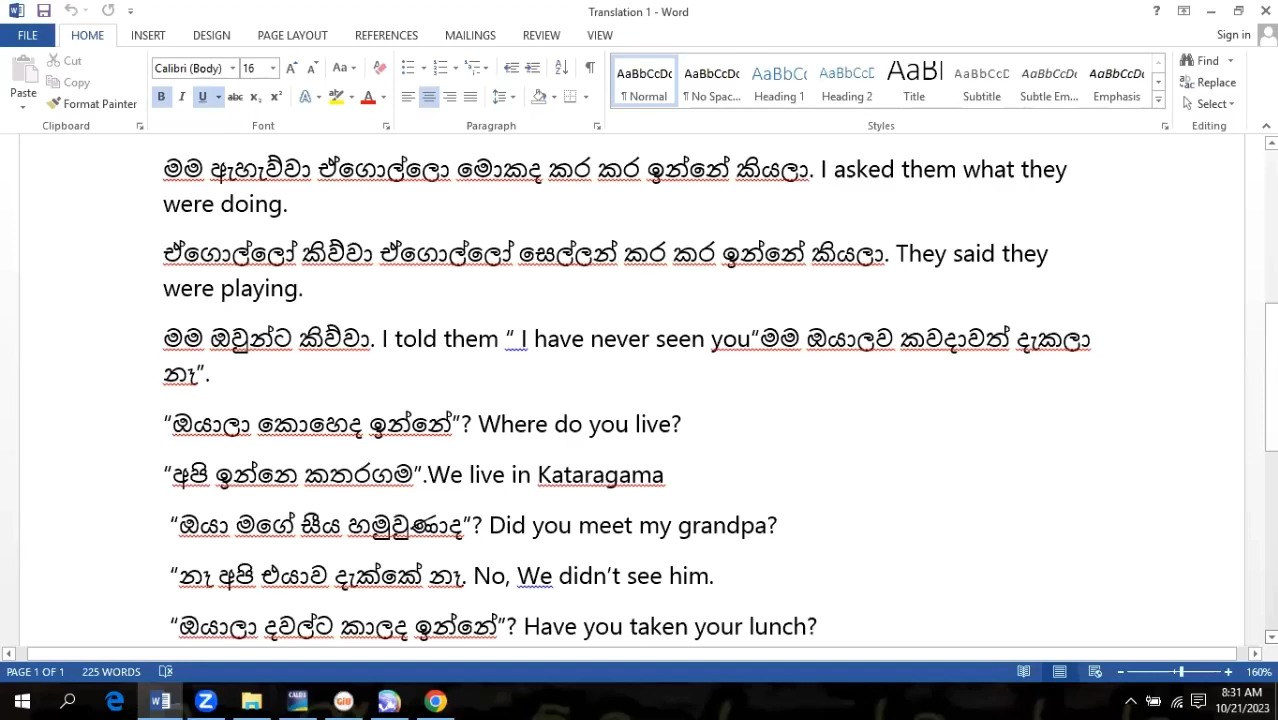 Translation 1 - Word
? Sign in
FILE HOME INSERT DESIGN PAGE LAYOUT REFERENCES MAILINGS REVIEW VIEW
Paste Cut Copy Format Painter Clipboard
Calibri (Body) 16 Font
Paragraph
AaBbCcDc ¶ Normal AaBbCcDc ¶ No Spac... AaBbCc Heading 1 AaBbCcC Heading 2 AaBl Title AaBbCcC Subtitle AaBbCcDc Subtle Em... AaBbCcDc Emphasis Styles
Find Replace Select Editing
මම ඇහැව්වා ඒගොල්ලො මොකද කර කර ඉන්නේ කියලා. I asked them what they
were doing.
ඒගොල්ලෝ කිව්වා ඒගොල්ලෝ සෙල්ලන් කර කර ඉන්නේ කියලා. They said they
were playing.
මම ඔවුන්ට කිව්වා. I told them “ I have never seen you“මම ඔයාලව කවදාවත් දැකලා
නෑ”.
“ඔයාලා කොහෙද ඉන්නේ”? Where do you live?
“අපි ඉන්නෙ කතරගම”.We live in Kataragama
“ඔයා මගේ සීය හමුවුණාද”? Did you meet my grandpa?
“නෑ අපි එයාව දැක්කේ නෑ. No, We didn’t see him.
“ඔයාලා දවල්ට කාලද ඉන්නේ”? Have you taken your lunch?
PAGE 1 OF 1 225 WORDS 160%
8:31 AM
10/21/2023